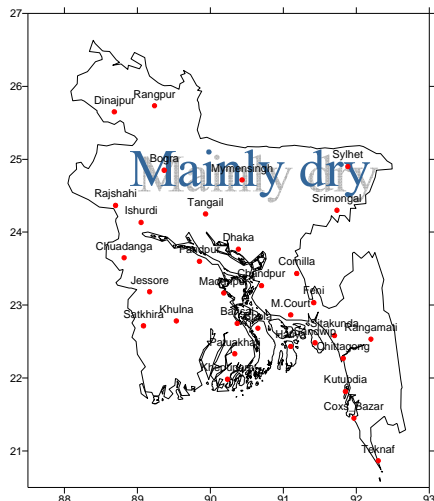 27
26
25
24
23
22
21
88
89
90
91
92
93
Dinajpur
Rangpur
Bogra
Mymensingh
Sylhet
Mainly dry
Rajshahi
Ishurdi
Tangail
Srimongal
Chuadanga
Faridpur
Dhaka
Comilla
Jessore
Madaripur
Chandpur
Feni
Satkhira
Khulna
Barisal
M.Court
Sitakunda
Rangamati
Patuakhali
Chittagong
Khepupara
Kutubdia
Coxs Bazar
Teknaf